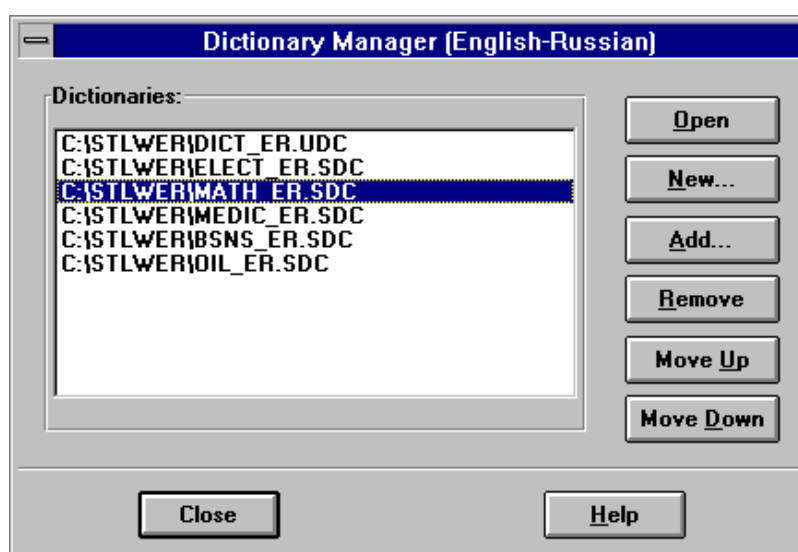 Dictionary Manager (English-Russian)
Dictionaries:
C:\STLWER\DICT_ER.UDC
C:\STLWER\ELECT_ER.SDC
C:\STLWER\MATH_ER.SDC
C:\STLWER\MEDIC_ER.SDC
C:\STLWER\BSNS_ER.SDC
C:\STLWER\OIL_ER.SDC
Open
New...
Add...
Remove
Move Up
Move Down
Close
Help